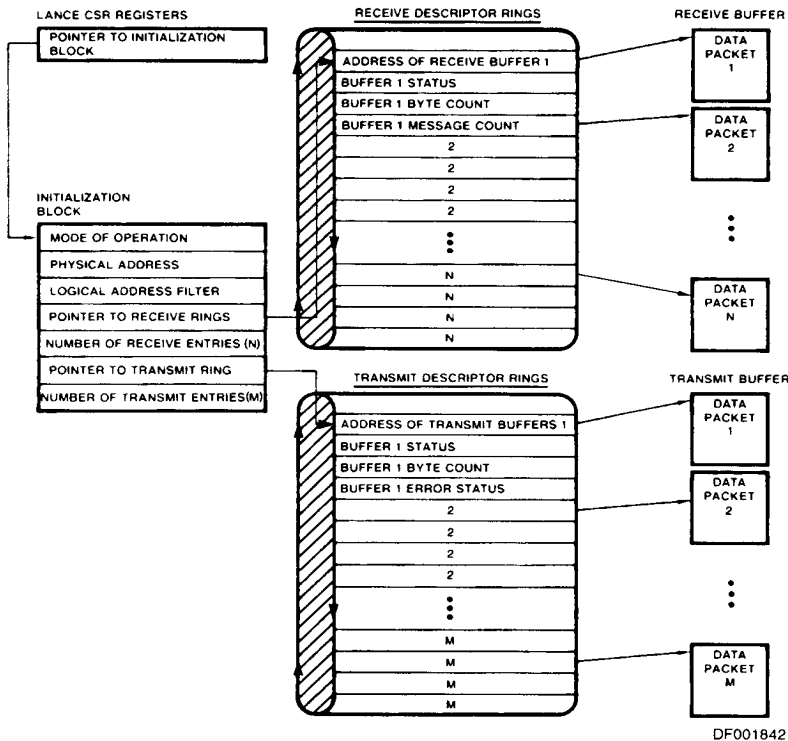 LANCE CSR REGISTERS
POINTER TO INITIALIZATION
BLOCK
INITIALIZATION
BLOCK
MODE OF OPERATION
PHYSICAL ADDRESS
LOGICAL ADDRESS FILTER
POINTER TO RECEIVE RINGS
NUMBER OF RECEIVE ENTRIES (N)
POINTER TO TRANSMIT RING
NUMBER OF TRANSMIT ENTRIES(M)
RECEIVE DESCRIPTOR RINGS
ADDRESS OF RECEIVE BUFFER 1
BUFFER 1 STATUS
BUFFER 1 BYTE COUNT
BUFFER 1 MESSAGE COUNT
2
2
2
2
N
N
N
N
RECEIVE BUFFER
DATA
PACKET
1
DATA
PACKET
2
DATA
PACKET
N
TRANSMIT DESCRIPTOR RINGS
ADDRESS OF TRANSMIT BUFFERS 1
BUFFER 1 STATUS
BUFFER 1 BYTE COUNT
BUFFER 1 ERROR STATUS
2
2
2
2
M
M
M
M
TRANSMIT BUFFER
DATA
PACKET
1
DATA
PACKET
2
DATA
PACKET
M
DF001842